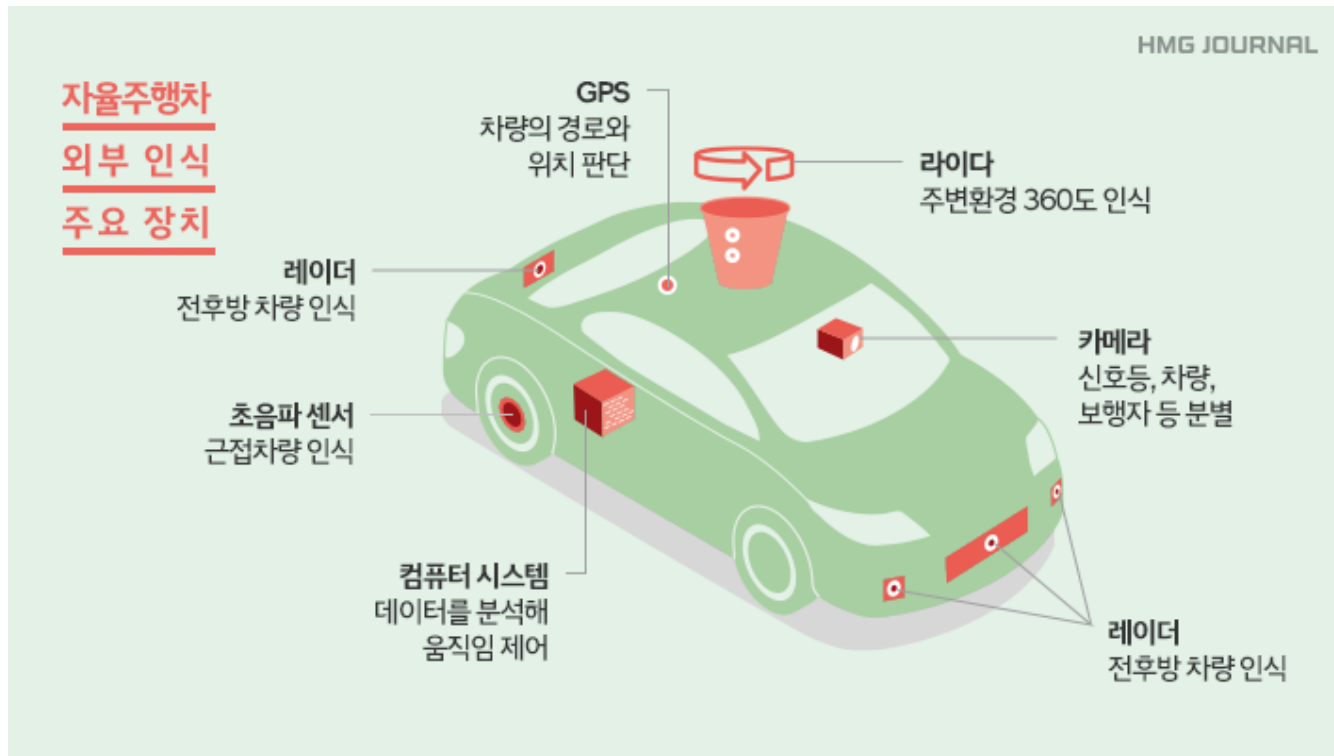 HMG JOURNAL
자율주행차
외부 인식
주요 장치
GPS
차량의 경로와
위치 판단
라이다
주변환경 360도 인식
레이더
전후방 차량 인식
카메라
신호등, 차량,
보행자 등 분별
초음파 센서
근접차량 인식
컴퓨터 시스템
데이터를 분석해
움직임 제어
레이더
전후방 차량 인식